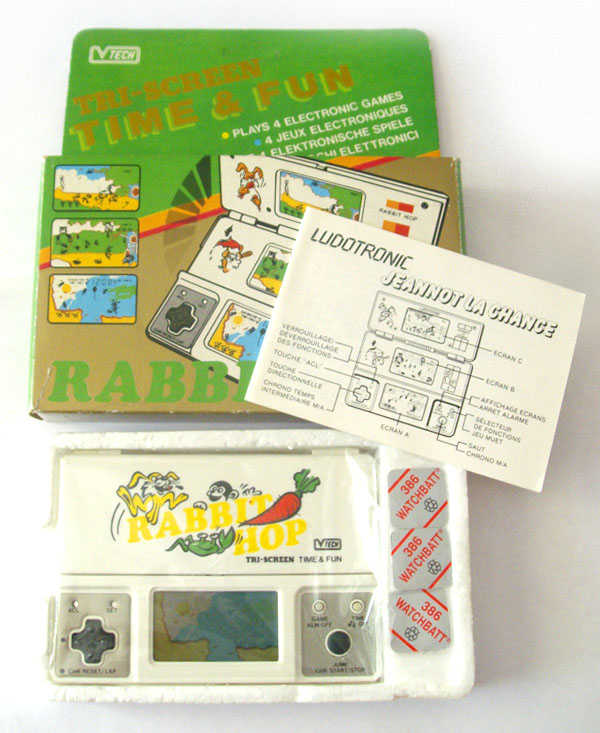 VTECH
TRI-SCREEN
TIME & FUN
• PLAYS 4 ELECTRONIC GAMES
• 4 JEUX ELECTRONIQUES
ELEKTRONISCHE SPIELE
ELETTRONICI
RABBIT HOP
RABB
LUDOTRONIC
JEANNOT LA CHANCE
VERROUILLAGE/
DEVERROUILLAGE
DES FONCTIONS
TOUCHE "ACL"
TOUCHE
DIRECTIONNELLE
CHRONO TEMPS
INTERMEDIAIRE M/A
ECRAN A
ECRAN C
ECRAN B
AFFICHAGE ECRANS
ARRET ALARME
SELECTEUR
DE FONCTIONS
JEU MUET
SAUT
CHRONO M/A
RABBIT
HOP
VTECH
TRI-SCREEN TIME & FUN
ACL SET
CHR RESET/LAP
GAME
ALM OFF
TIME
JUMP
CHR START/STOP
386
WATCHBATT
386
WATCHBATT
386
WATCHBATT